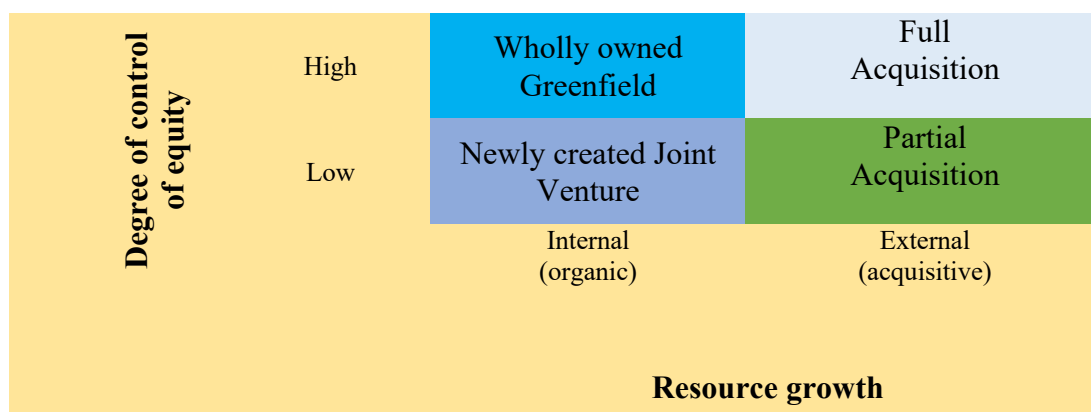 Degree of control
of equity
High
Wholly owned
Greenfield
Full
Acquisition
Low
Newly created Joint
Venture
Partial
Acquisition
Internal
(organic)
External
(acquisitive)
Resource growth